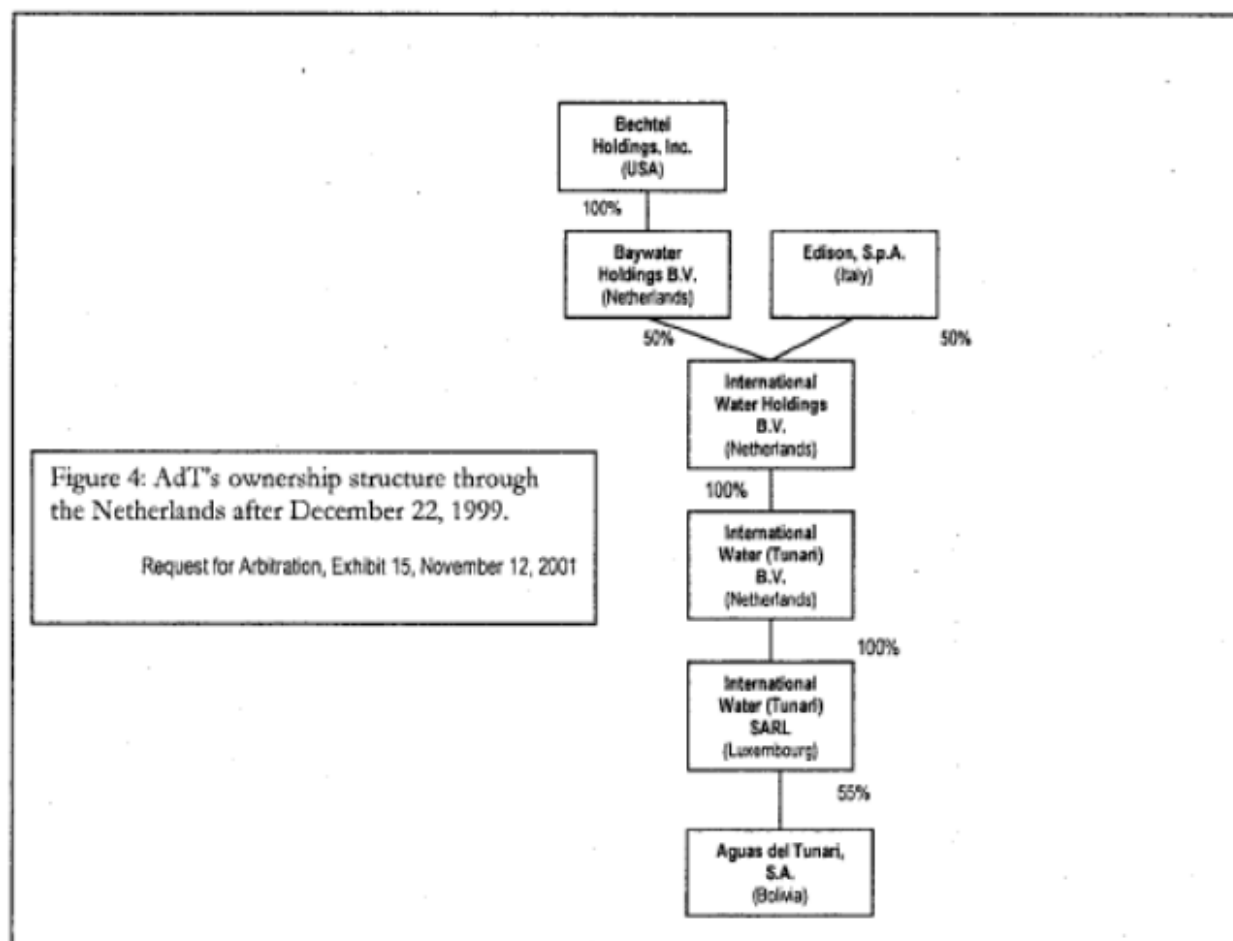 Bechtel
Holdings, Inc.
(USA)
100%
Baywater
Holdings B.V.
(Netherlands)
Edison, S.p.A.
(Italy)
50%
50%
International
Water Holdings
B.V.
(Netherlands)
Figure 4: AdT's ownership structure through
the Netherlands after December 22, 1999.
Request for Arbitration, Exhibit 15, November 12, 2001
100%
International
Water (Tunari)
B.V.
(Netherlands)
100%
International
Water (Tunari)
SARL
(Luxembourg)
55%
Aguas del Tunari,
S.A.
(Bolivia)